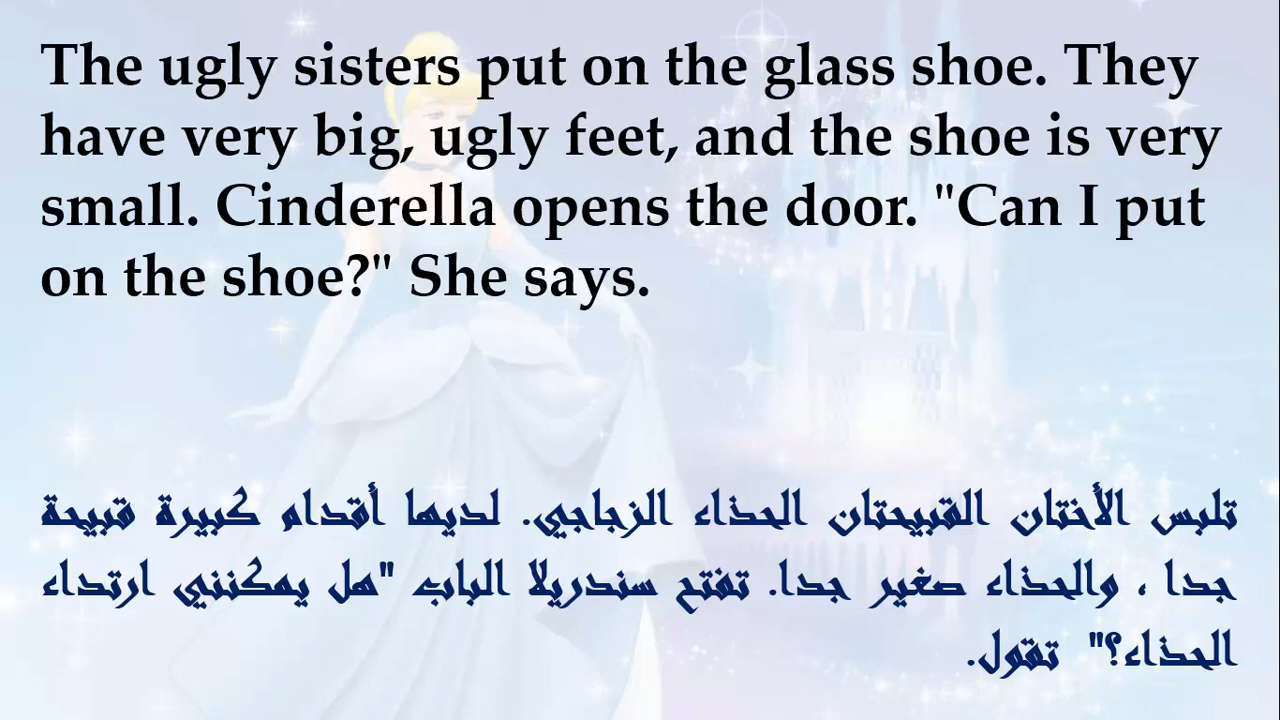 The ugly sisters put on the glass shoe. They
have very big, ugly feet, and the shoe is very
small. Cinderella opens the door. "Can I put
on the shoe?" She says.
تلبس الأختان القبيحتان الحذاء الزجاجي. لديها أقدام كبيرة قبيحة
جدا ، والحذاء صغير جدا. تفتح سندريلا الباب "هل يمكنني ارتداء
الحذاء؟" تقول.